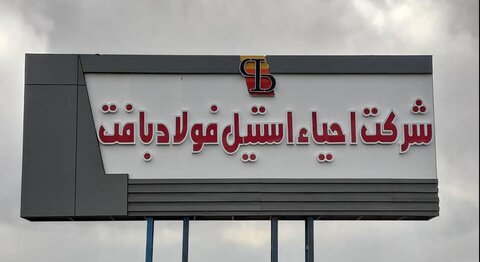 شرکت احیاء استیل فولاد بافت